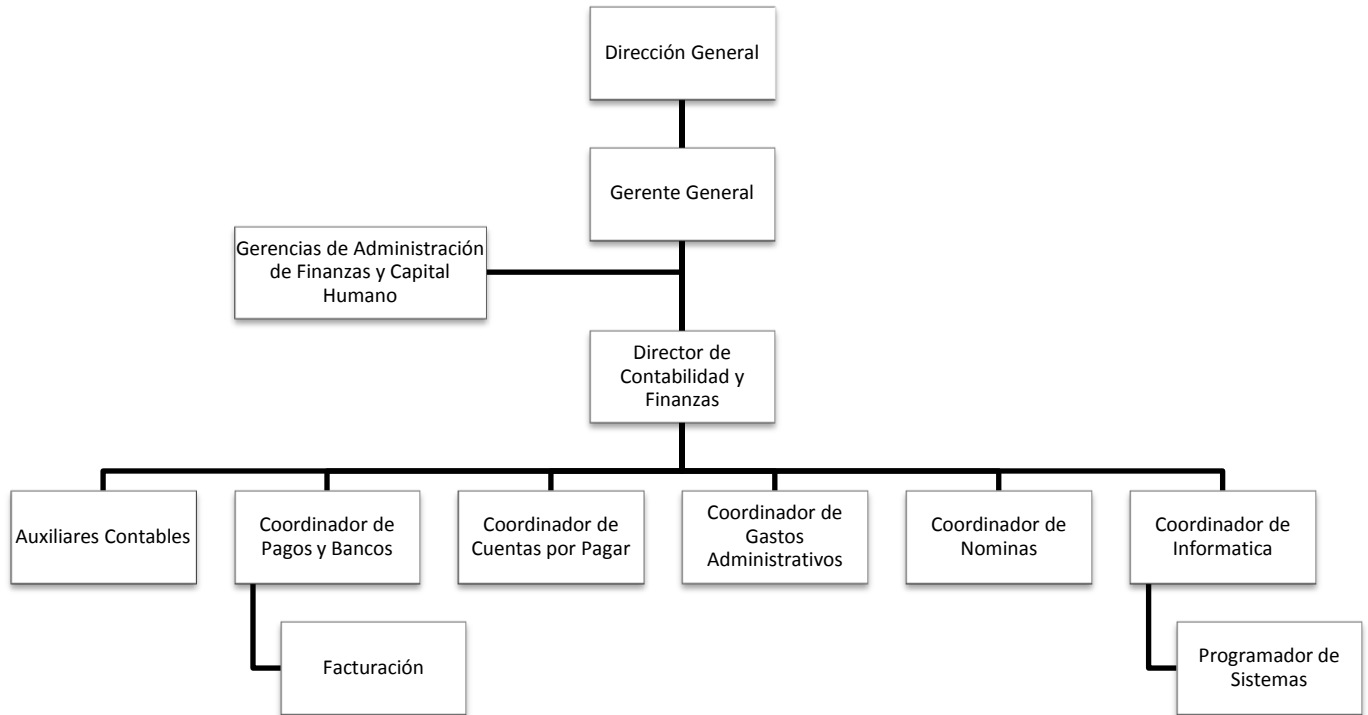 Dirección General
Gerente General
Gerencias de Administración
de Finanzas y Capital
Humano
Director de
Contabilidad y
Finanzas
Auxiliares Contables
Coordinador de
Pagos y Bancos
Coordinador de
Cuentas por Pagar
Coordinador de
Gastos
Administrativos
Coordinador de
Nominas
Coordinador de
Informatica
Facturación
Programador de
Sistemas